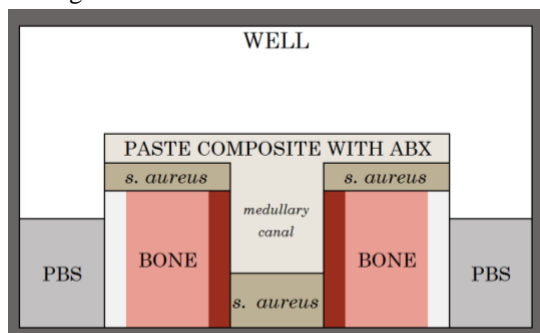 WELL
PASTE COMPOSITE WITH ABX
s. aureus
s. aureus
medullary
canal
BONE
BONE
PBS
PBS
s. aureus